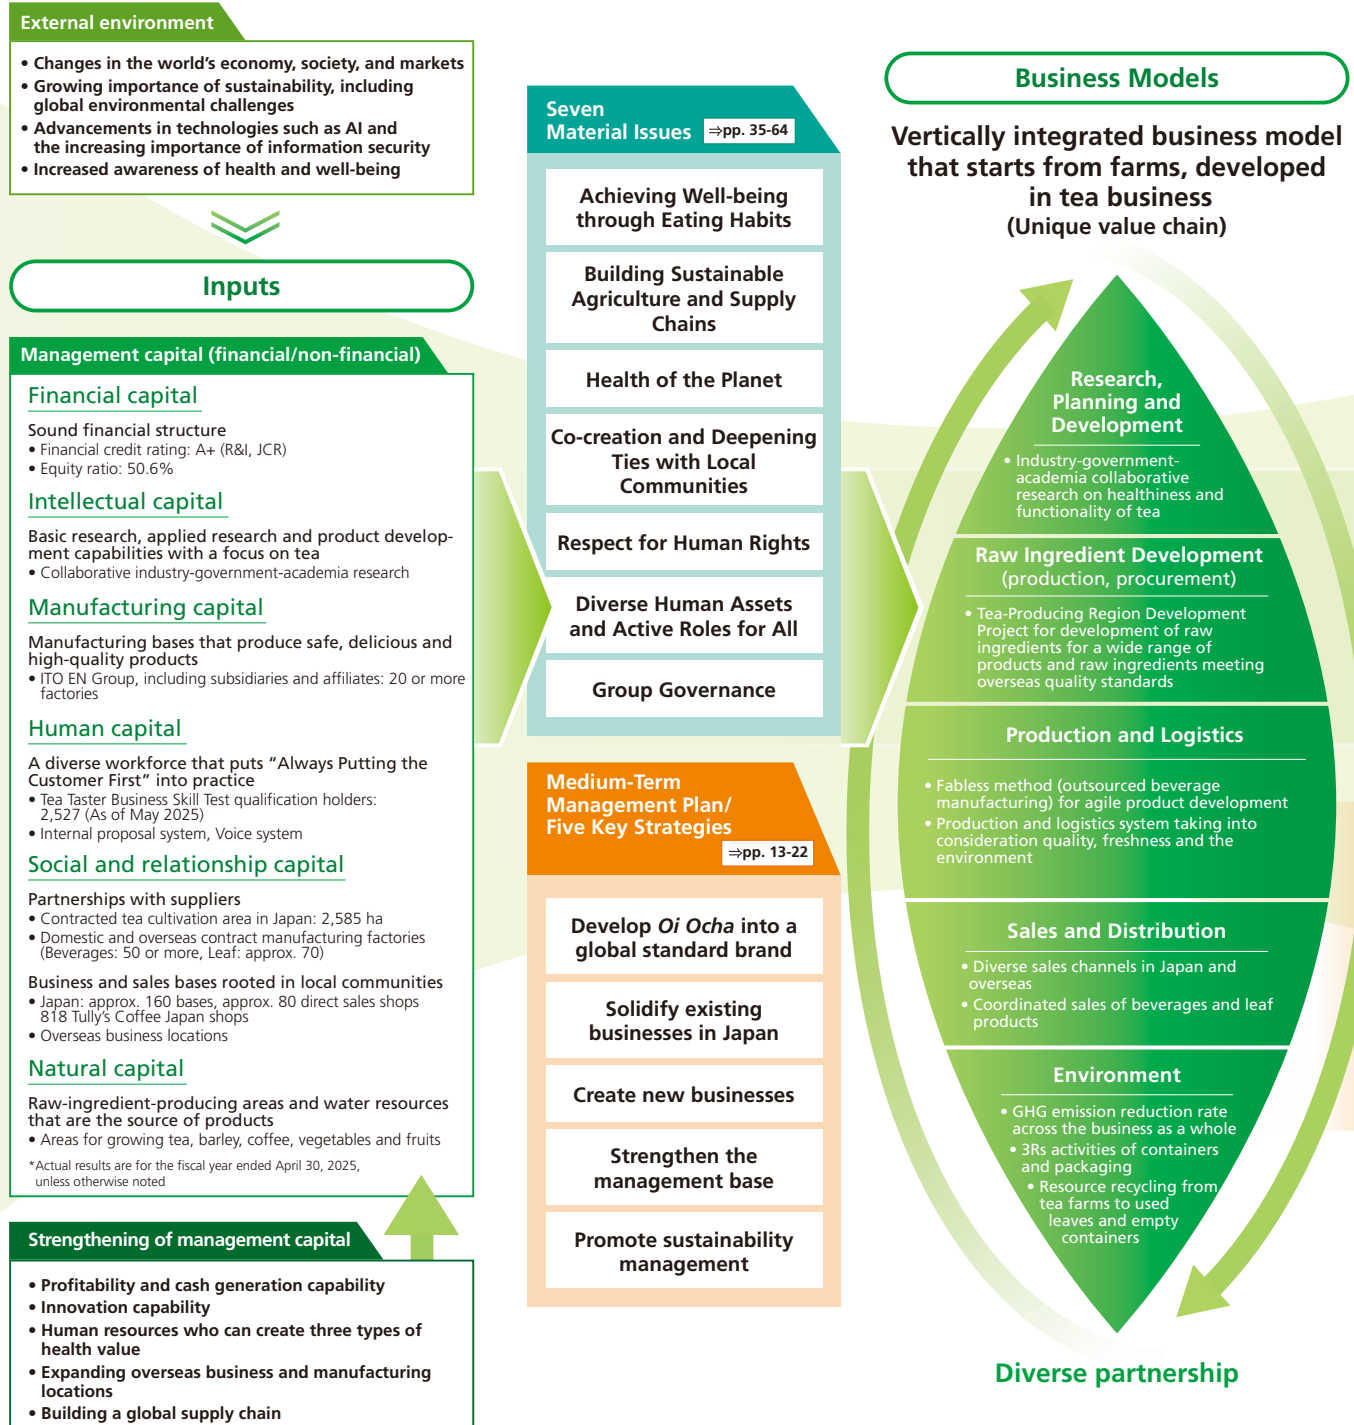 External environment
• Changes in the world's economy, society, and markets
• Growing importance of sustainability, including
global environmental challenges
• Advancements in technologies such as AI and
the increasing importance of information security
• Increased awareness of health and well-being
Inputs
Management capital (financial/non-financial)
Financial capital
Sound financial structure
• Financial credit rating: A+ (R&I, JCR)
• Equity ratio: 50.6%
Intellectual capital
Basic research, applied research and product develop-
ment capabilities with a focus on tea
• Collaborative industry-government-academia research
Manufacturing capital
Manufacturing bases that produce safe, delicious and
high-quality products
• ITO EN Group, including subsidiaries and affiliates: 20 or more
factories
Human capital
A diverse workforce that puts “Always Putting the
Customer First” into practice
• Tea Taster Business Skill Test qualification holders:
2,527 (As of May 2025)
• Internal proposal system, Voice system
Social and relationship capital
Partnerships with suppliers
• Contracted tea cultivation area in Japan: 2,585 ha
• Domestic and overseas contract manufacturing factories
(Beverages: 50 or more, Leaf: approx. 70)
Business and sales bases rooted in local communities
• Japan: approx. 160 bases, approx. 80 direct sales shops
818 Tully's Coffee Japan shops
• Overseas business locations
Natural capital
Raw-ingredient-producing areas and water resources
that are the source of products
• Areas for growing tea, barley, coffee, vegetables and fruits
*Actual results are for the fiscal year ended April 30, 2025,
unless otherwise noted
Strengthening of management capital
• Profitability and cash generation capability
• Innovation capability
• Human resources who can create three types of
health value
• Expanding overseas business and manufacturing
locations
• Building a global supply chain
Seven
Material Issues ⇒pp. 35-64
Achieving Well-being
through Eating Habits
Building Sustainable
Agriculture and Supply
Chains
Health of the Planet
Co-creation and Deepening
Ties with Local
Communities
Respect for Human Rights
Diverse Human Assets
and Active Roles for All
Group Governance
Medium-Term
Management Plan/
Five Key Strategies
⇒pp. 13-22
Develop Oi Ocha into a
global standard brand
Solidify existing
businesses in Japan
Create new businesses
Strengthen the
management base
Promote sustainability
management
Business Models
Vertically integrated business model
that starts from farms, developed
in tea business
(Unique value chain)
Research,
Planning and
Development
• Industry-government-
academia collaborative
research on healthiness and
functionality of tea
Raw Ingredient Development
(production, procurement)
• Tea-Producing Region Development
Project for development of raw
ingredients for a wide range of
products and raw ingredients meeting
overseas quality standards
Production and Logistics
• Fabless method (outsourced beverage
manufacturing) for agile product development
• Production and logistics system taking into
consideration quality, freshness and the
environment
Sales and Distribution
• Diverse sales channels in Japan and
overseas
• Coordinated sales of beverages and leaf
products
Environment
• GHG emission reduction rate
across the business as a whole
• 3Rs activities of containers
and packaging
• Resource recycling from
tea farms to used
leaves and empty
containers
Diverse partnership